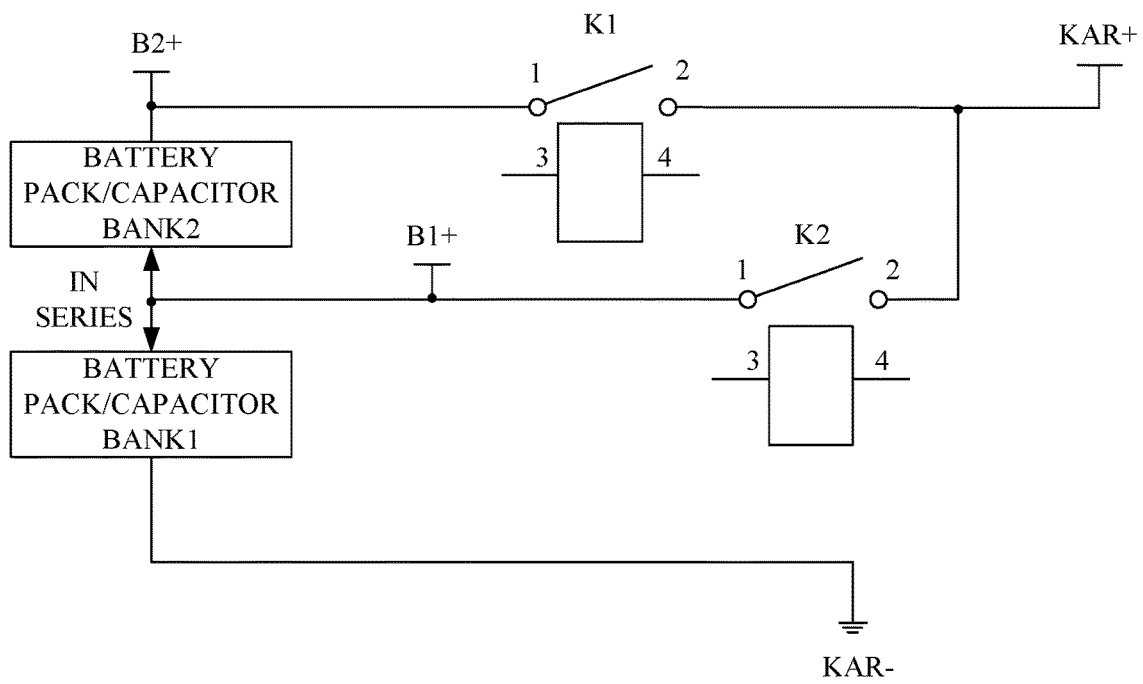 K1
KAR+
B2+
1
2
BATTERY
PACK/CAPACITOR
BANK2
3
4
B1+
K2
IN
SERIES
1
2
BATTERY
PACK/CAPACITOR
BANK1
3
4
KAR-